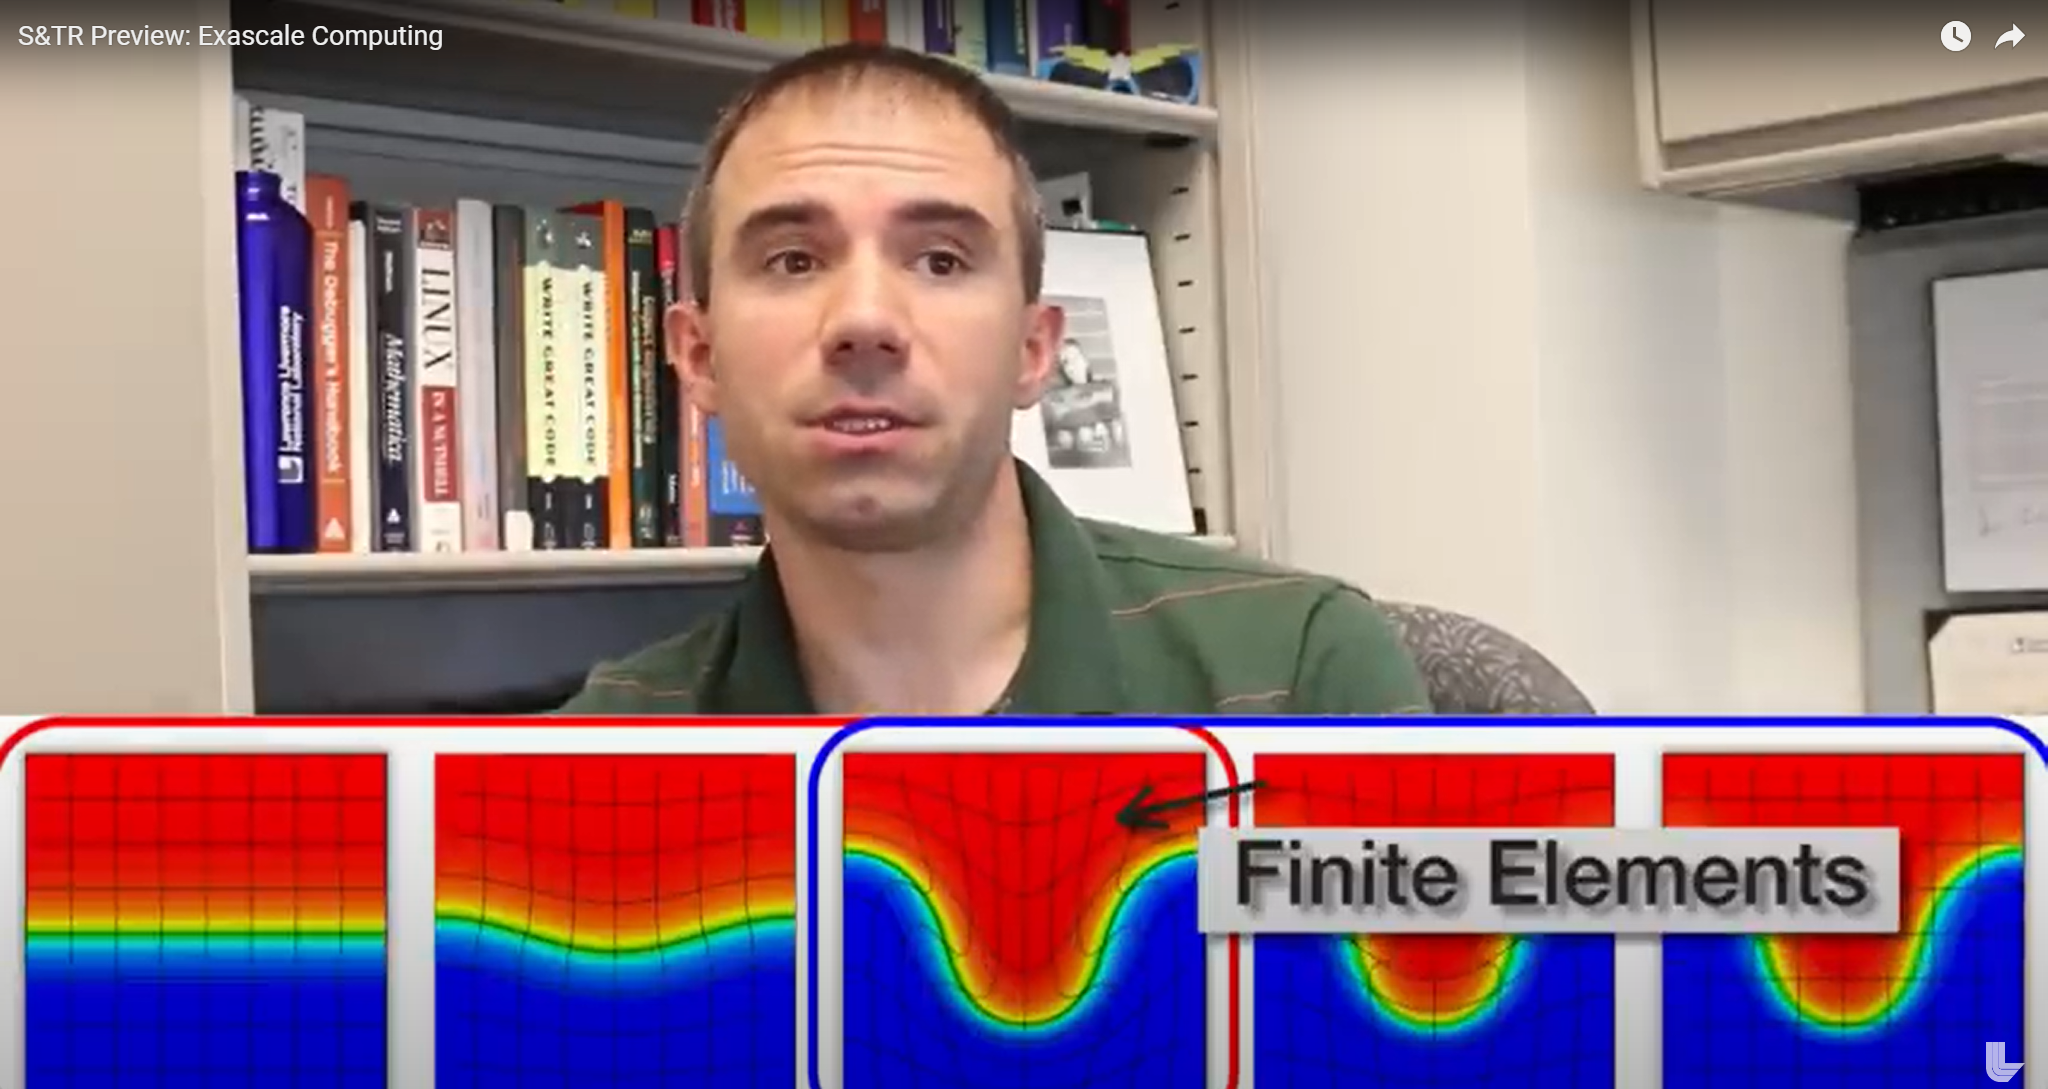 S&TR Preview: Exascale Computing
Lawrence Livermore
National Laboratory
The Debugger's Handbook
Mathematica
LINUX
IN A NUTSHELL
WRITE GREAT CODE
WRITE GREAT CODE
Finite Elements